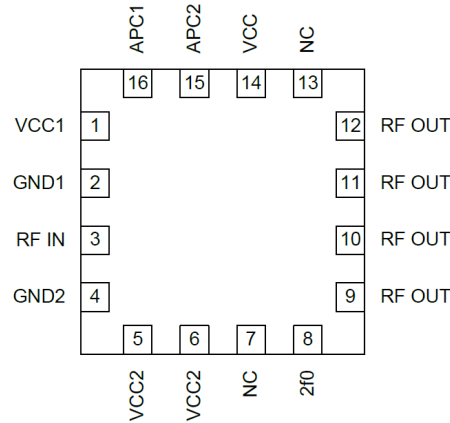 APC1
APC2
VCC
NC
16
15
14
13
VCC1
1
12
RF OUT
GND1
2
11
RF OUT
RF IN
3
10
RF OUT
GND2
4
9
RF OUT
5
6
7
8
VCC2
VCC2
NC
2f0